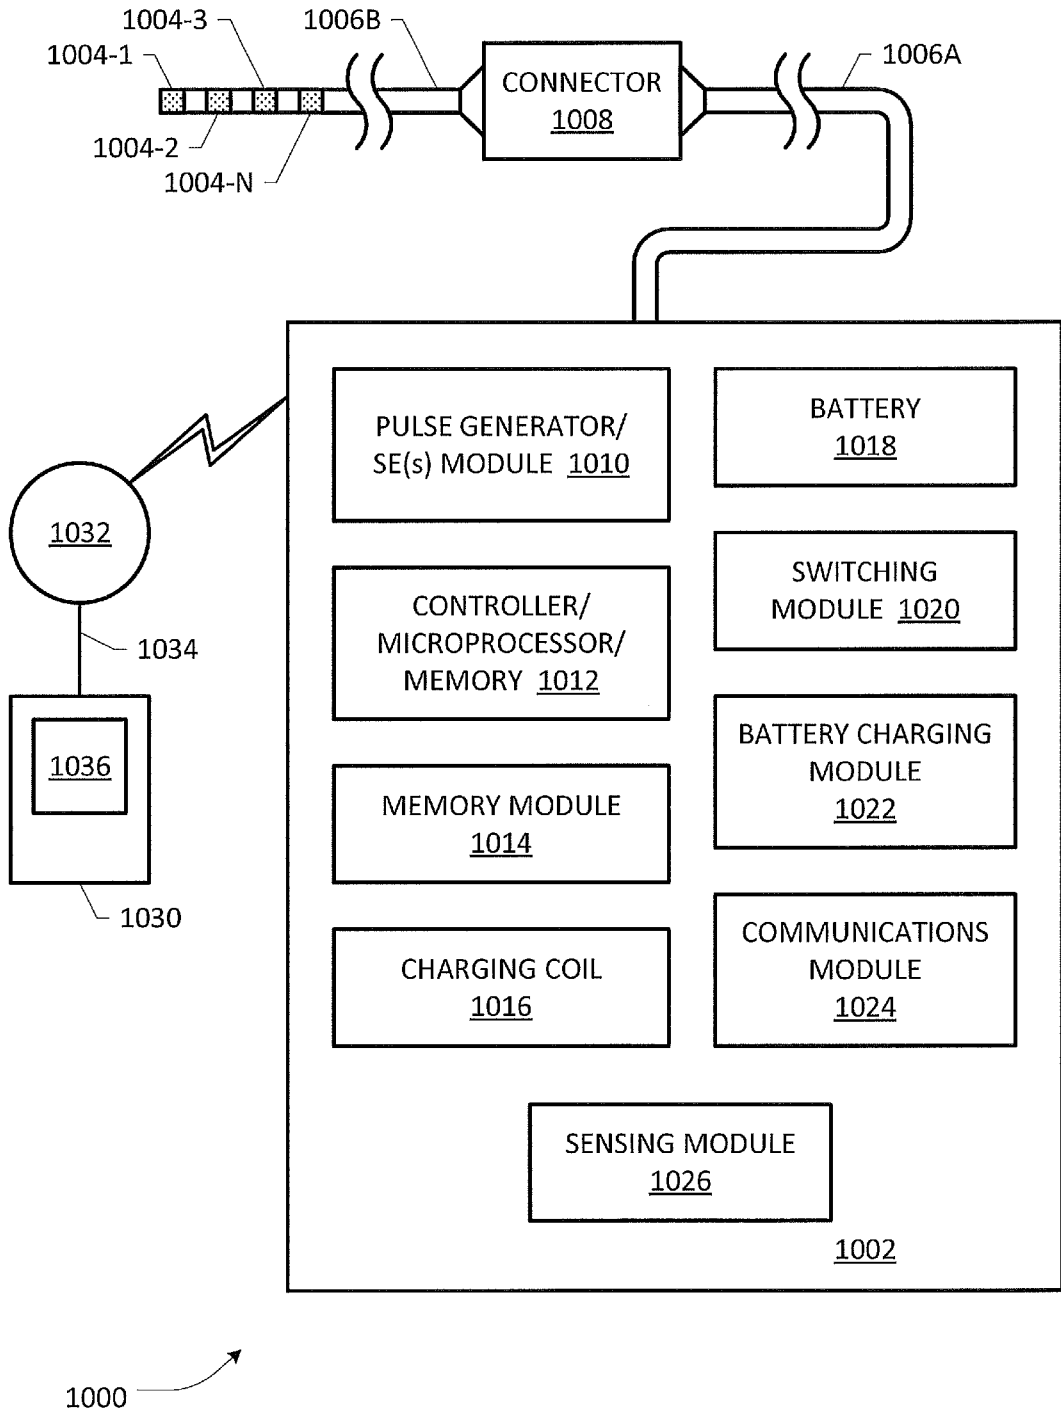 1004-3
1006B
1004-1
1006A
CONNECTOR
1008
1004-2
1004-N
PULSE GENERATOR/
SE(s) MODULE 1010
BATTERY
1018
1032
SWITCHING
MODULE 1020
CONTROLLER/
MICROPROCESSOR/
MEMORY 1012
1034
1036
BATTERY CHARGING
MODULE
1022
MEMORY MODULE
1014
1030
COMMUNICATIONS
MODULE
1024
CHARGING COIL
1016
SENSING MODULE
1026
1002
1000